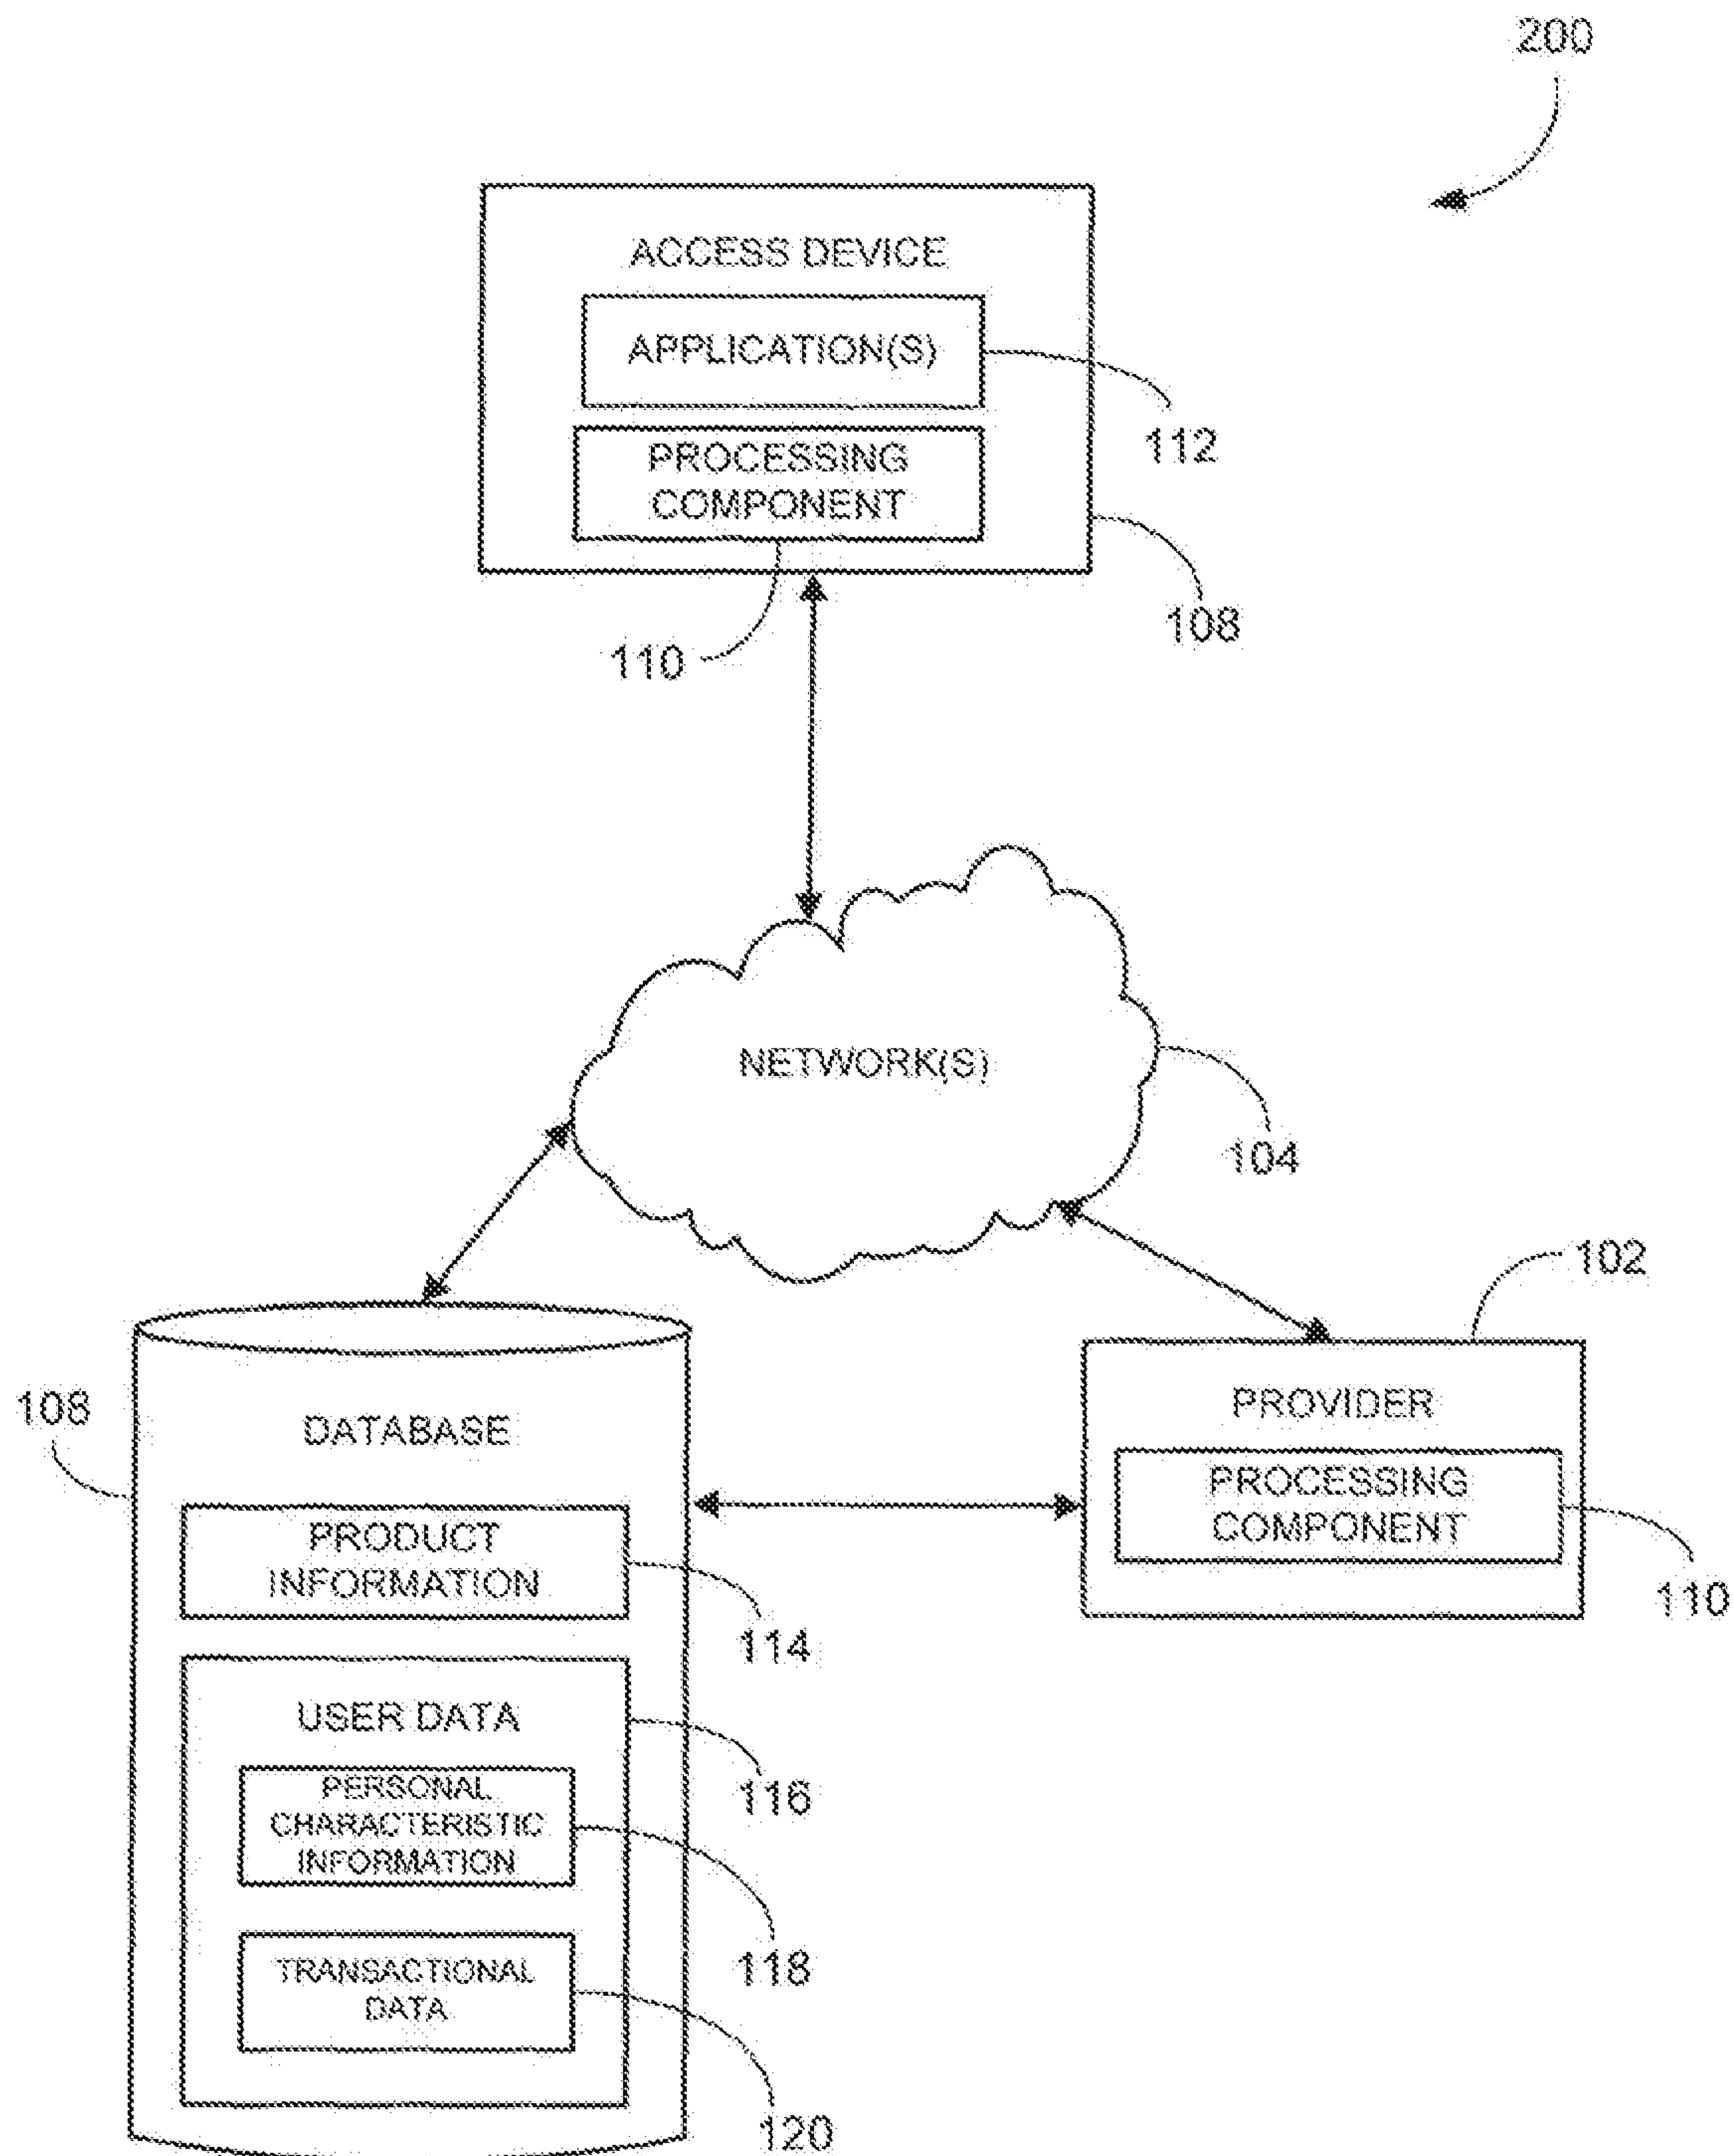 200
ACCESS DEVICE
APPLICATION(S)
112
PROCESSING
COMPONENT
108
110
NETWORK(S)
104
102
108
DATABASE
PROVIDER
PROCESSING
COMPONENT
110
PRODUCT
INFORMATION
114
USER DATA
116
PERSONAL
CHARACTERISTIC
INFORMATION
118
TRANSACTIONAL
DATA
120